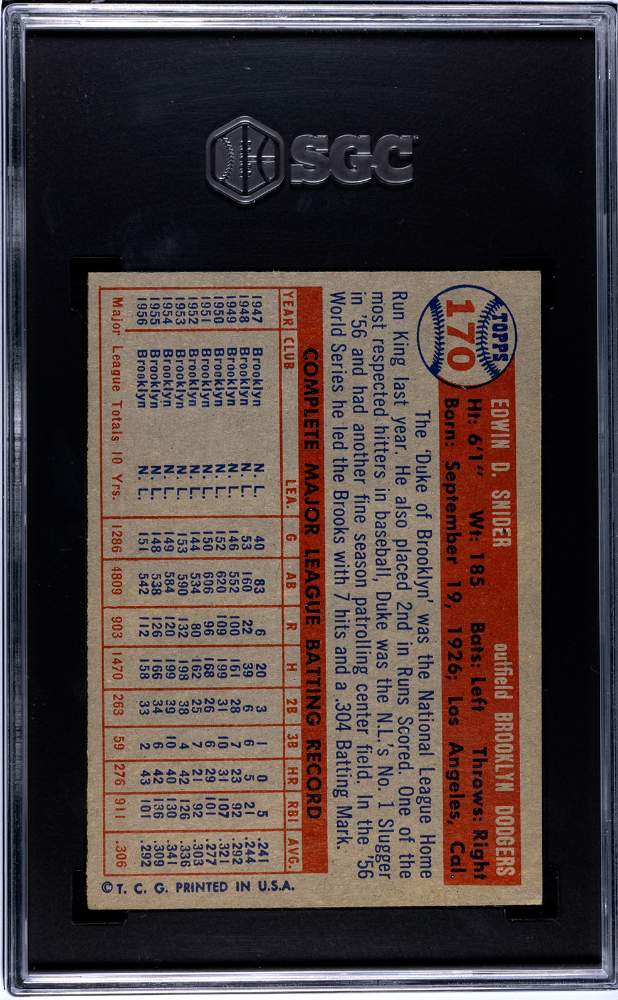 SGC
TOPPS
170
EDWIN D. SNIDER outfield BROOKLYN DODGERS
Ht: 6'1" Wt: 185 Bats: Left Throws: Right
Born: September 19, 1926; Los Angeles, Cal.
The 'Duke of Brooklyn' was the National League Home
Run King last year. He also placed 2nd in Runs Scored. One of the
most respected hitters in baseball, Duke was the N.L.'s No. 1 Slugger
in '56 and had another fine season patrolling center field. In the '56
World Series he led the Brooks with 7 hits and a .304 Batting Mark.
COMPLETE MAJOR LEAGUE BATTING RECORD
YEAR CLUB LEA. G AB R H 2B 3B HR RBI AVG.
1947 Brooklyn N. L. 40 83 6 20 3 1 0 5 .241
1948 Brooklyn N. L. 53 160 22 39 6 6 5 21 .244
1949 Brooklyn N. L. 146 552 100 161 28 7 23 92 .292
1950 Brooklyn N. L. 152 620 109 199 31 10 31 107 .321
1951 Brooklyn N. L. 150 606 96 168 26 6 29 101 .277
1952 Brooklyn N. L. 144 534 80 162 25 7 21 92 .303
1953 Brooklyn N. L. 153 590 132 198 38 4 42 126 .336
1954 Brooklyn N. L. 149 584 120 199 39 10 40 130 .341
1955 Brooklyn N. L. 148 538 126 166 34 6 42 136 .309
1956 Brooklyn N. L. 151 542 112 158 33 2 43 101 .292
Major League Totals 10 Yrs. 1286 4809 903 1470 263 59 276 911 .306
© T. C. G. PRINTED IN U.S.A.